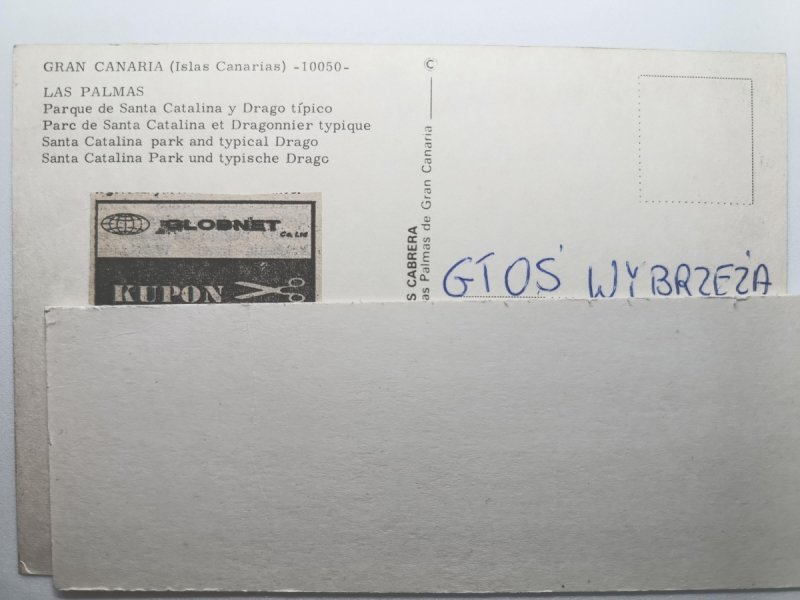 GRAN CANARIA (Islas Canarias) -10050-
LAS PALMAS
Parque de Santa Catalina y Drago típico
Parc de Santa Catalina et Dragonnier typique
Santa Catalina park and typical Drago
Santa Catalina Park und typische Drago
GLOBNET
Co. Ltd
KUPON
©
S CABRERA
as Palmas de Gran Canaria
GŁOS WYBRZEŻA